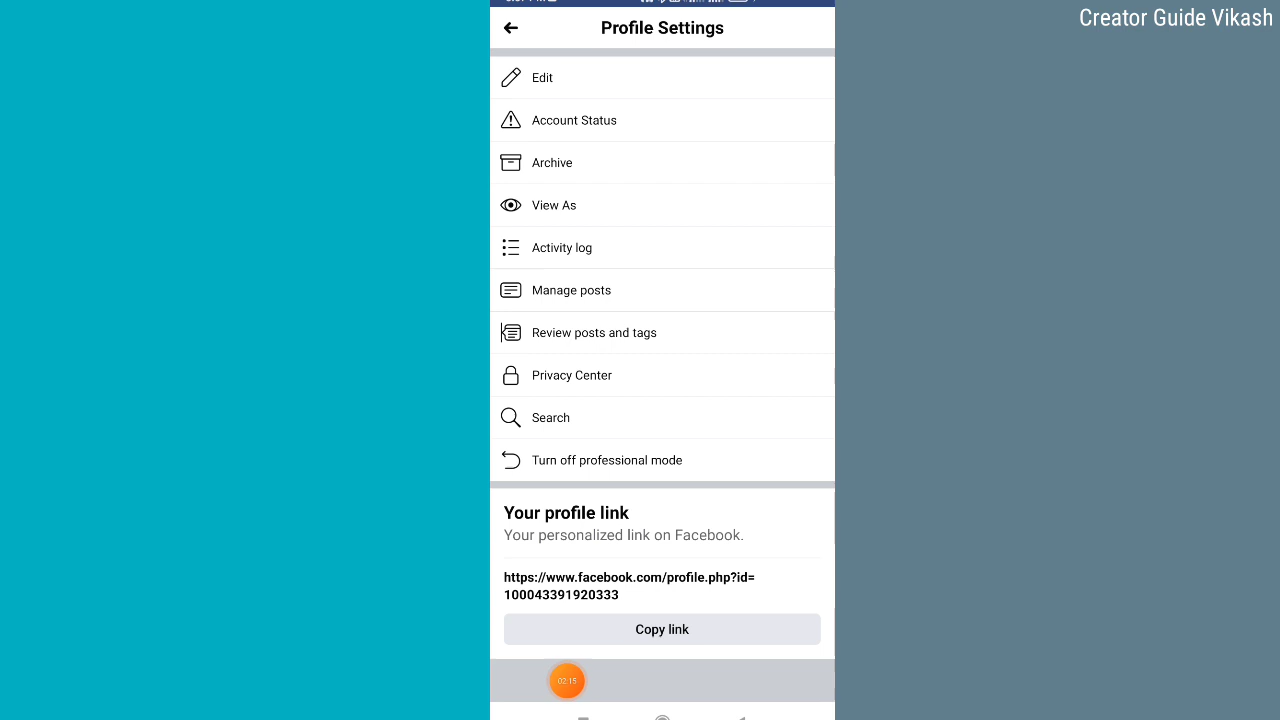 Creator Guide Vikash
Profile Settings
Edit
Account Status
Archive
View As
Activity log
Manage posts
Review posts and tags
Privacy Center
Search
Turn off professional mode
Your profile link
Your personalized link on Facebook.
https://www.facebook.com/profile.php?id=
100043391920333
Copy link
02:15